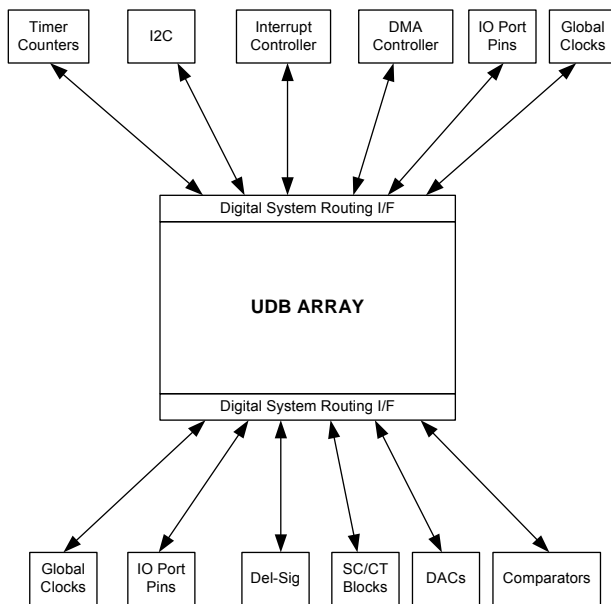 Timer
Counters
I2C
Interrupt
Controller
DMA
Controller
IO Port
Pins
Global
Clocks
Digital System Routing I/F
UDB ARRAY
Digital System Routing I/F
Global
Clocks
IO Port
Pins
Del-Sig
SC/CT
Blocks
DACs
Comparators